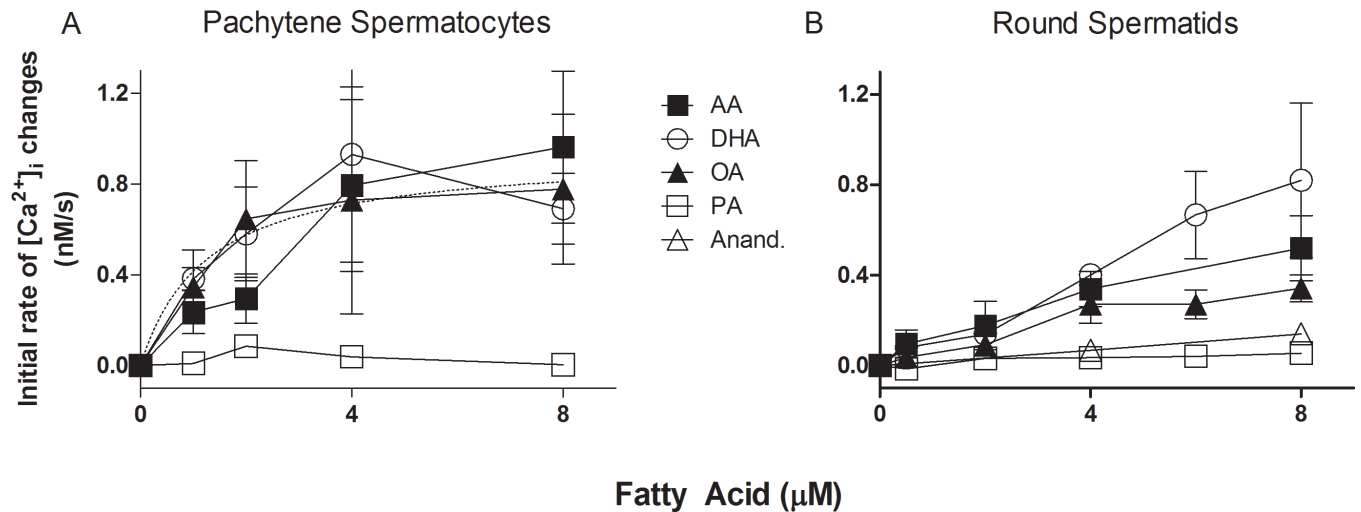 A
Pachytene Spermatocytes
B
Round Spermatids
Initial rate of [Ca²⁺]ᵢ changes
(nM/s)
1.2
0.8
0.4
0.0
0
4
8
AA
DHA
OA
PA
Anand.
1.2
0.8
0.4
0.0
0
4
8
Fatty Acid (μM)